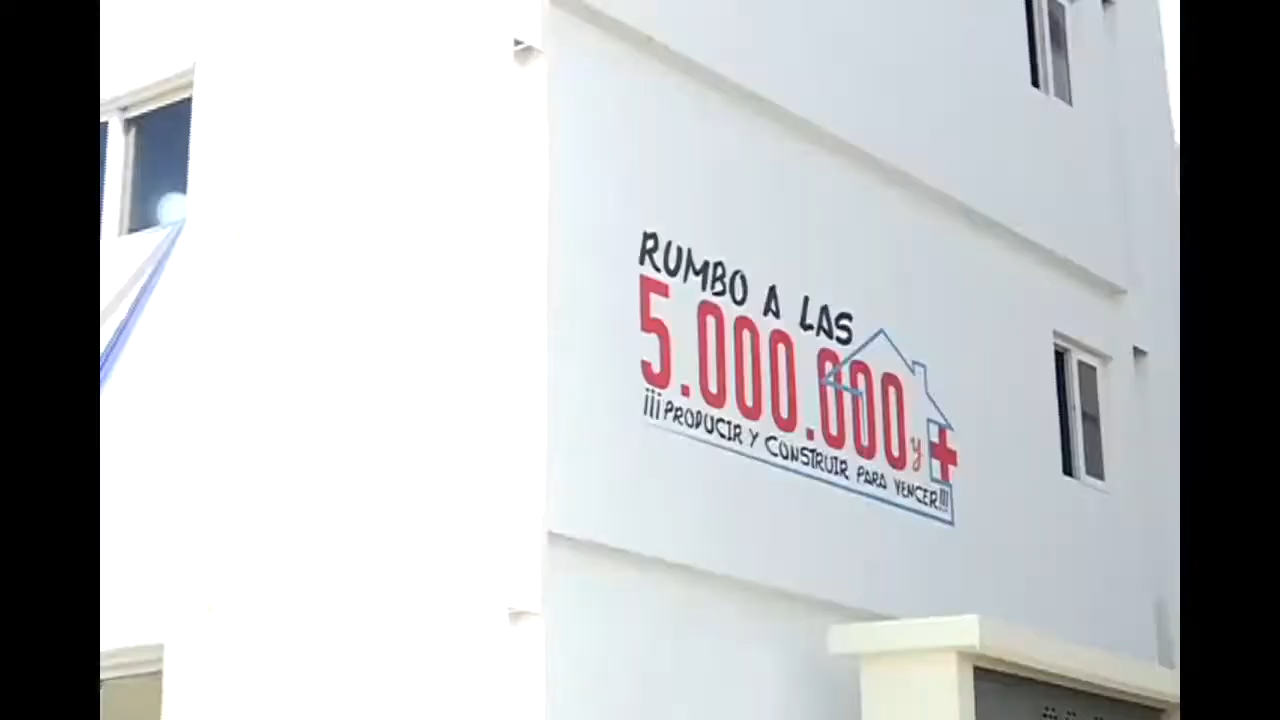 RUMBO A LAS
5.000.000 y +
¡¡¡PRODUCIR Y CONSTRUIR PARA VENCER!!!